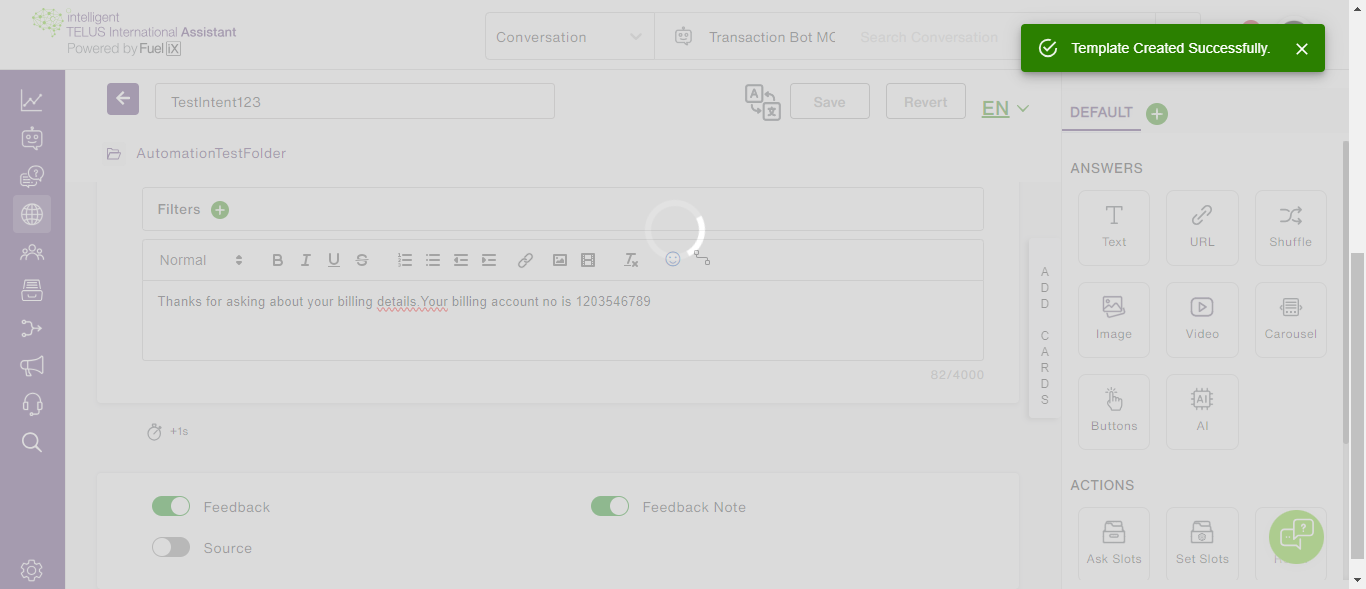 intelligent
TELUS International Assistant
Powered by Fuel iX
Conversation
Transaction Bot MC
Search Conversation
Template Created Successfully.
TestIntent123
Save
Revert
EN
DEFAULT
AutomationTestFolder
ANSWERS
Filters
Text
URL
Shuffle
Normal
Thanks for asking about your billing details.Your billing account no is 1203546789
82/4000
ADD CARDS
Image
Video
Carousel
Buttons
AI
+1s
ACTIONS
Feedback
Feedback Note
Source
Ask Slots
Set Slots